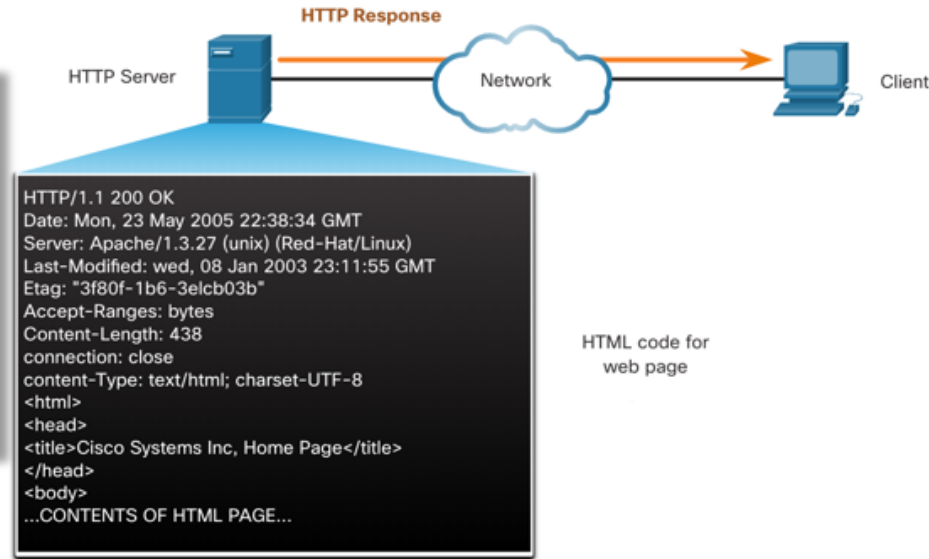 HTTP Response
HTTP Server
Network
Client
HTTP/1.1 200 OK
Date: Mon, 23 May 2005 22:38:34 GMT
Server: Apache/1.3.27 (unix) (Red-Hat/Linux)
Last-Modified: wed, 08 Jan 2003 23:11:55 GMT
Etag: "3f80f-1b6-3elcb03b"
Accept-Ranges: bytes
Content-Length: 438
connection: close
content-Type: text/html; charset-UTF-8
<html>
<head>
<title>Cisco Systems Inc, Home Page</title>
</head>
<body>
...CONTENTS OF HTML PAGE...
HTML code for
web page